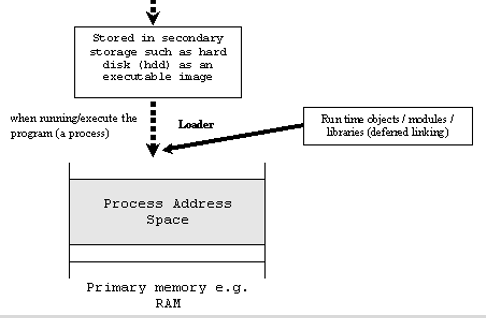 Stored in secondary
storage such as hard
disk (hdd) as an
executable image
when running/execute the
program (a process)
Loader
Run time objects / modules /
libraries (deferred linking)
Process Address
Space
Primary memory e.g.
RAM